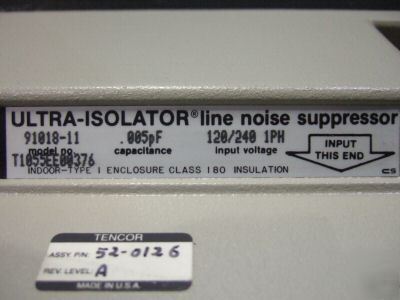 ULTRA-ISOLATOR® line noise suppressor
91018-11 .005pF 120/240 1PH
model no. capacitance input voltage
T1055EE00376
INDOOR-TYPE 1 ENCLOSURE CLASS 180 INSULATION
INPUT
THIS END
TENCOR
ASSY P/N: 52-0126
REV. LEVEL: A
MADE IN U.S.A.